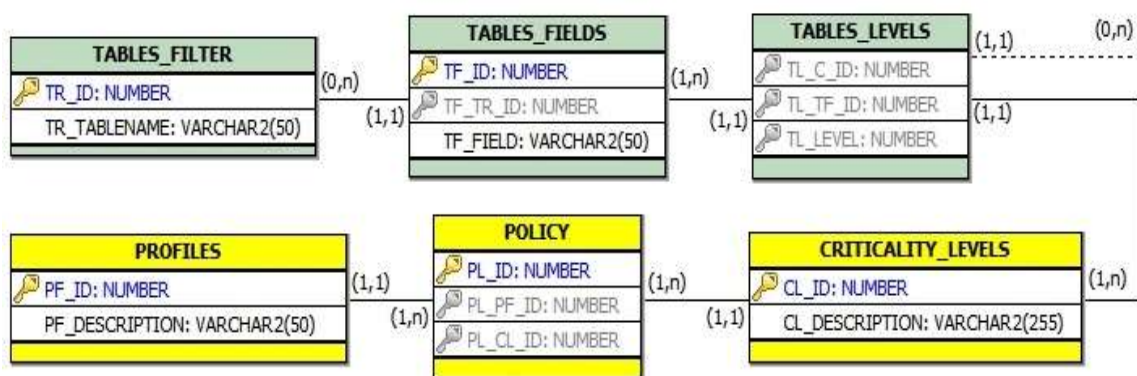 TABLES_FILTER
TR_ID: NUMBER
TR_TABLENAME: VARCHAR2(50)
(0,n)
(1,1)
TABLES_FIELDS
TF_ID: NUMBER
TF_TR_ID: NUMBER
TF_FIELD: VARCHAR2(50)
(1,n)
(1,1)
TABLES_LEVELS
TL_C_ID: NUMBER
TL_TF_ID: NUMBER
TL_LEVEL: NUMBER
(1,1)
(0,n)
(1,1)
PROFILES
PF_ID: NUMBER
PF_DESCRIPTION: VARCHAR2(50)
(1,1)
(1,n)
POLICY
PL_ID: NUMBER
PL_PF_ID: NUMBER
PL_CL_ID: NUMBER
(1,n)
(1,1)
CRITICALITY_LEVELS
CL_ID: NUMBER
CL_DESCRIPTION: VARCHAR2(255)
(1,n)